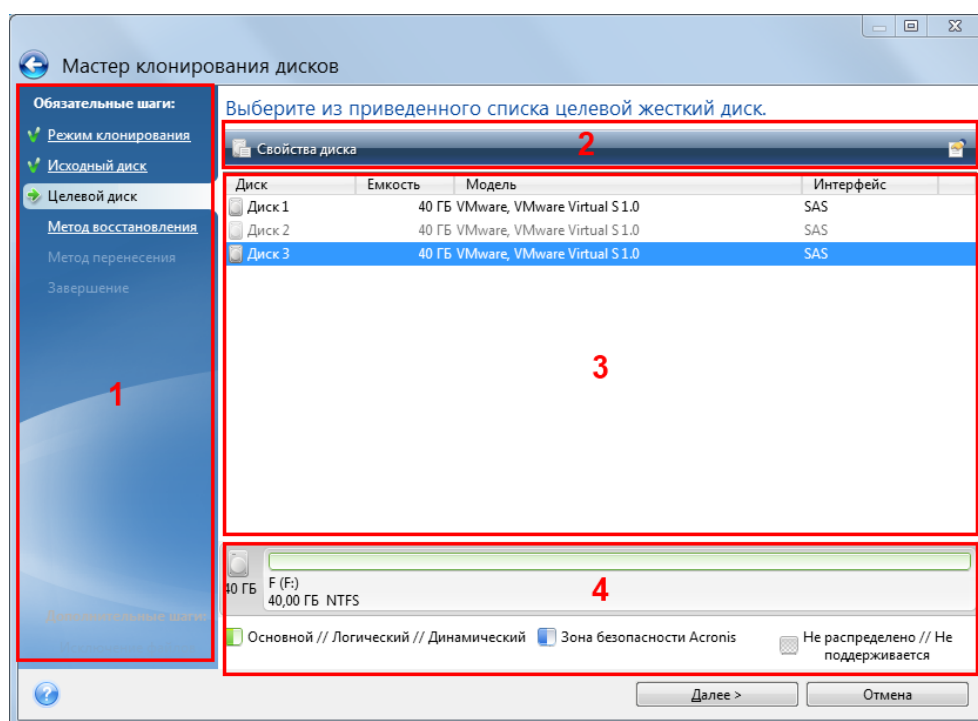 Мастер клонирования дисков
Обязательные шаги:
Режим клонирования
Исходный диск
Целевой диск
Метод восстановления
Метод перенесения
Завершение
1
Выберите из приведенного списка целевой жесткий диск.
Свойства диска
2
Диск Емкость Модель Интерфейс
Диск 1 40 ГБ VMware, VMware Virtual S 1.0 SAS
Диск 2 40 ГБ VMware, VMware Virtual S 1.0 SAS
Диск 3 40 ГБ VMware, VMware Virtual S 1.0 SAS
3
40 ГБ
F (F:)
40,00 ГБ NTFS
4
Основной // Логический // Динамический Зона безопасности Acronis Не распределено // Не
поддерживается
Далее > Отмена